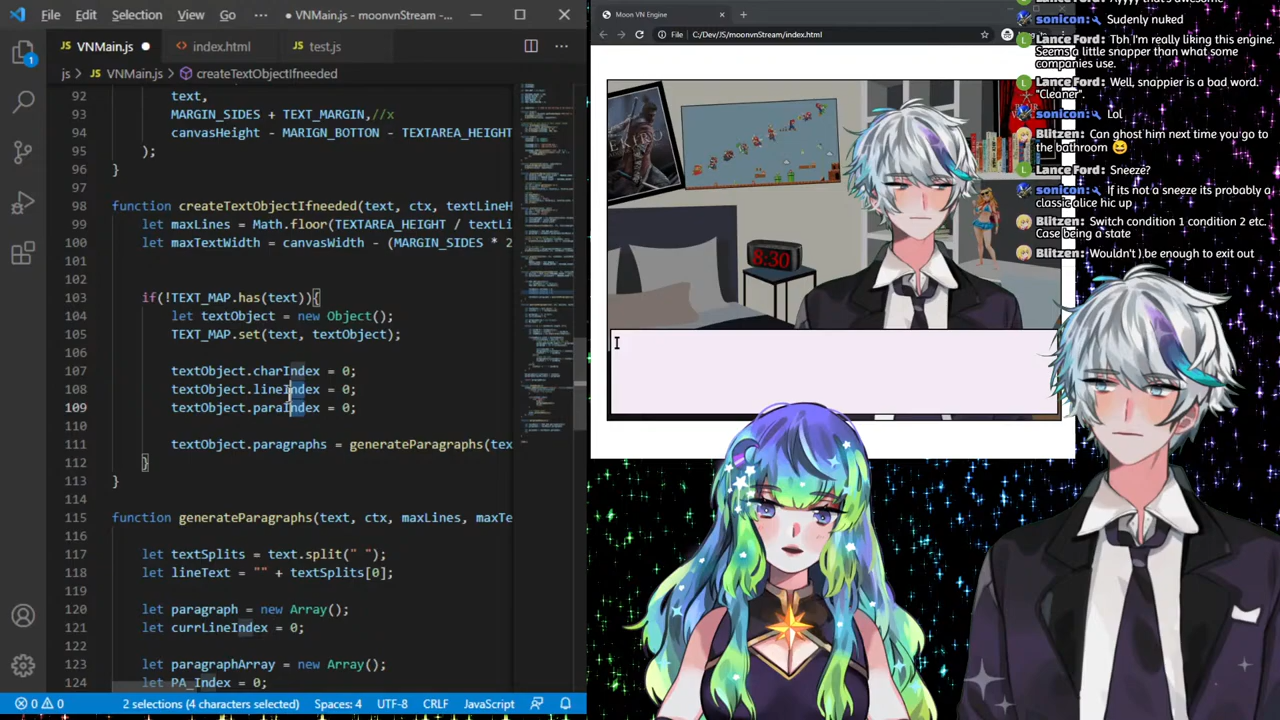 File Edit Selection View Go ··· ● VNMain.js - moonvnStream -...
VNMain.js ●
index.html
test.js
js > VNMain.js > createTextObjectIfneeded
92 text,
93 MARGIN_SIDES + TEXT_MARGIN,//x
94 canvasHeight - MARIGN_BOTTON - TEXTAREA_HEIGHT
95 );
96 }
97
98 function createTextObjectIfneeded(text, ctx, textLineH
99 let maxLines = Math.floor(TEXTAREA_HEIGHT / textLi
100 let maxTextWidth = canvasWidth - (MARGIN_SIDES * 2
101
102
103 if(!TEXT_MAP.has(text)){
104 let textObject = new Object();
105 TEXT_MAP.set(text, textObject);
106
107 textObject.charIndex = 0;
108 textObject.lineIndex = 0;
109 textObject.paraIndex = 0;
110
111 textObject.paragraphs = generateParagraphs(tex
112 }
113 }
114
115 function generateParagraphs(text, ctx, maxLines, maxTe
116
117 let textSplits = text.split(" ");
118 let lineText = "" + textSplits[0];
119
120 let paragraph = new Array();
121 let currLineIndex = 0;
122
123 let paragraphArray = new Array();
124 let PA_Index = 0;
1
0 0 2 selections (4 characters selected) Spaces: 4 UTF-8 CRLF JavaScript
Moon VN Engine
File C:/Dev/JS/moonvnStream/index.html
8:30
sonicon: Sudenly nuked
Lance Ford: Tbh I'm really liking this engine.
Seems a little snapper than what some
companies use.
Lance Ford: Well, snappier is a bad word.
"Cleaner"
sonicon: Lol
Blitzen: Can ghost him next time you go to
the bathroom 😆
Lance Ford: Sneeze?
sonicon: If its not a sneeze its probobly a
classic alice hic up
Blitzen: Switch condition 1 condition 2 etc.
Case being a state
Blitzen: Wouldn't ) be enough to exit out